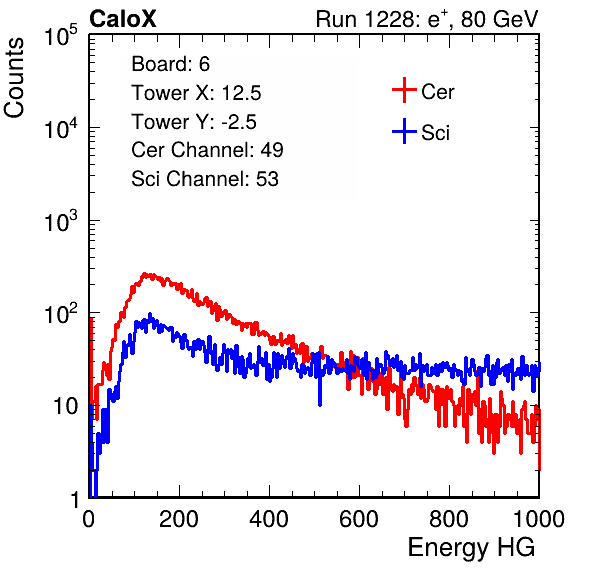 CaloX Run 1228: e⁺, 80 GeV
Counts
10⁵
10⁴
10³
10²
10
1
Board: 6
Tower X: 12.5
Tower Y: -2.5
Cer Channel: 49
Sci Channel: 53
Cer
Sci
0 200 400 600 800 1000
Energy HG